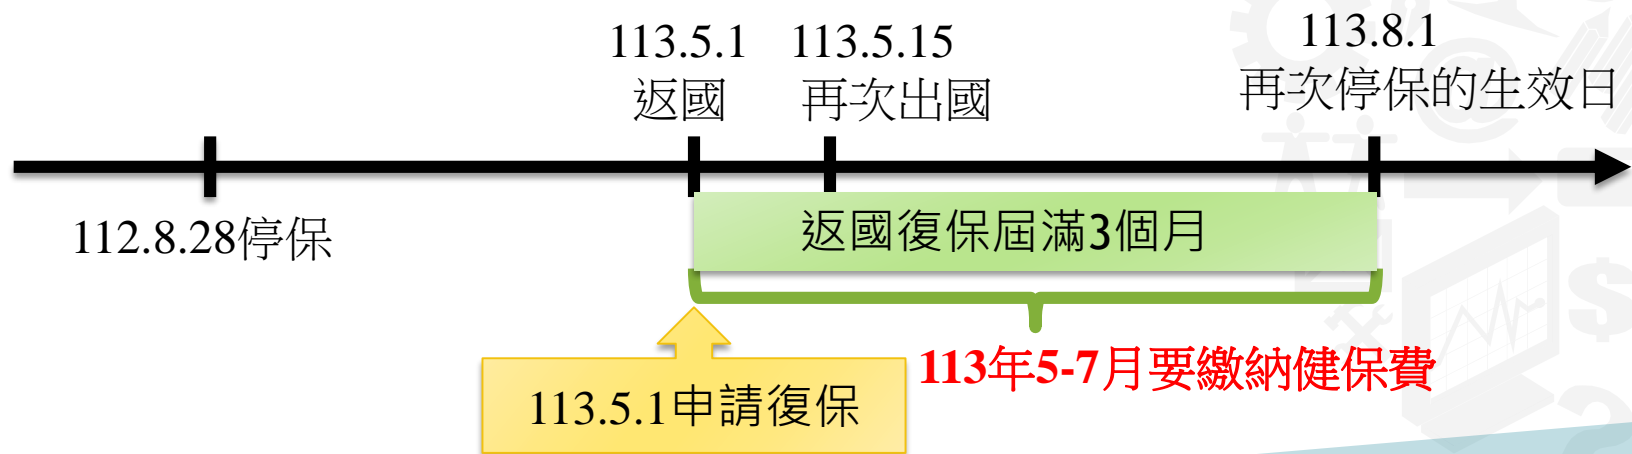 113.5.1
返國
113.5.15
再次出國
113.8.1
再次停保的生效日
112.8.28停保
返國復保屆滿3個月
113年5-7月要繳納健保費
113.5.1申請復保